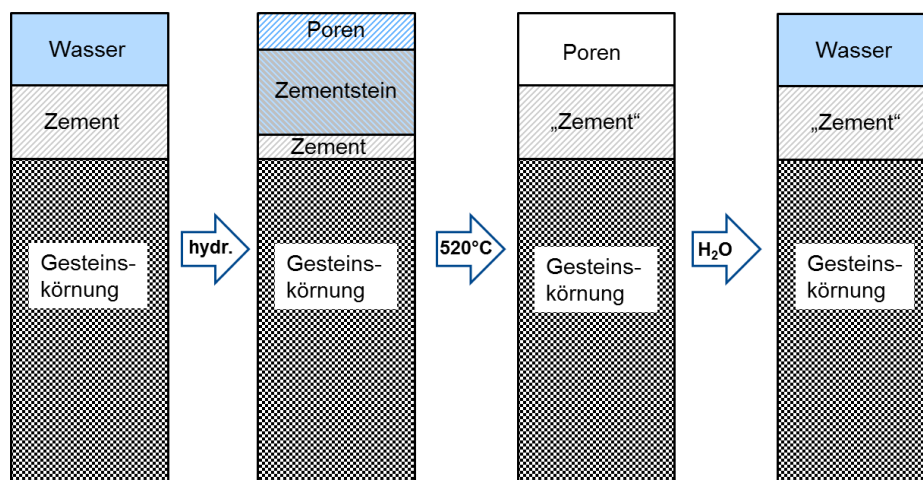 Wasser
Zement
Gesteins-
körnung
hydr.
Poren
Zementstein
Zement
Gesteins-
körnung
520°C
Poren
„Zement“
Gesteins-
körnung
H₂O
Wasser
„Zement“
Gesteins-
körnung